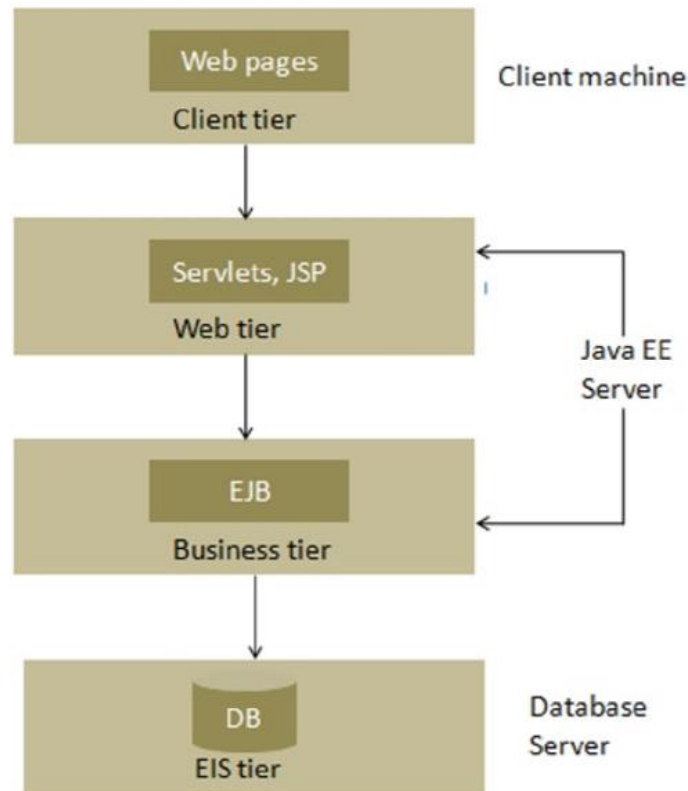 Web pages
Client tier
Client machine
Servlets, JSP
Web tier
Java EE
Server
EJB
Business tier
DB
EIS tier
Database
Server